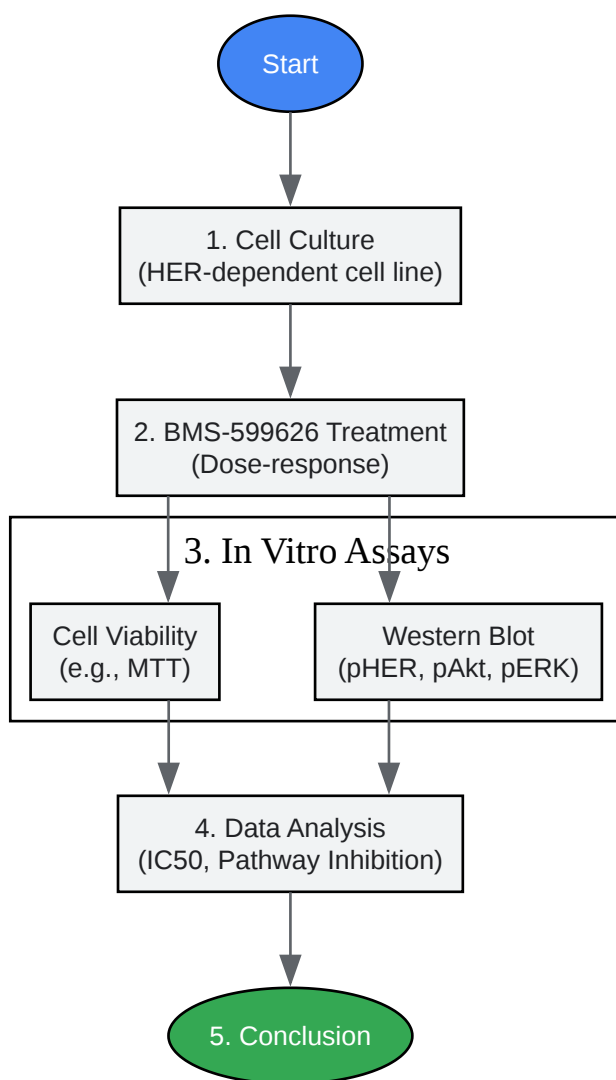 Start
1. Cell Culture
(HER-dependent cell line)
2. BMS-599626 Treatment
(Dose-response)
3. In Vitro Assays
Cell Viability
(e.g., MTT)
Western Blot
(pHER, pAkt, pERK)
4. Data Analysis
(IC50, Pathway Inhibition)
5. Conclusion